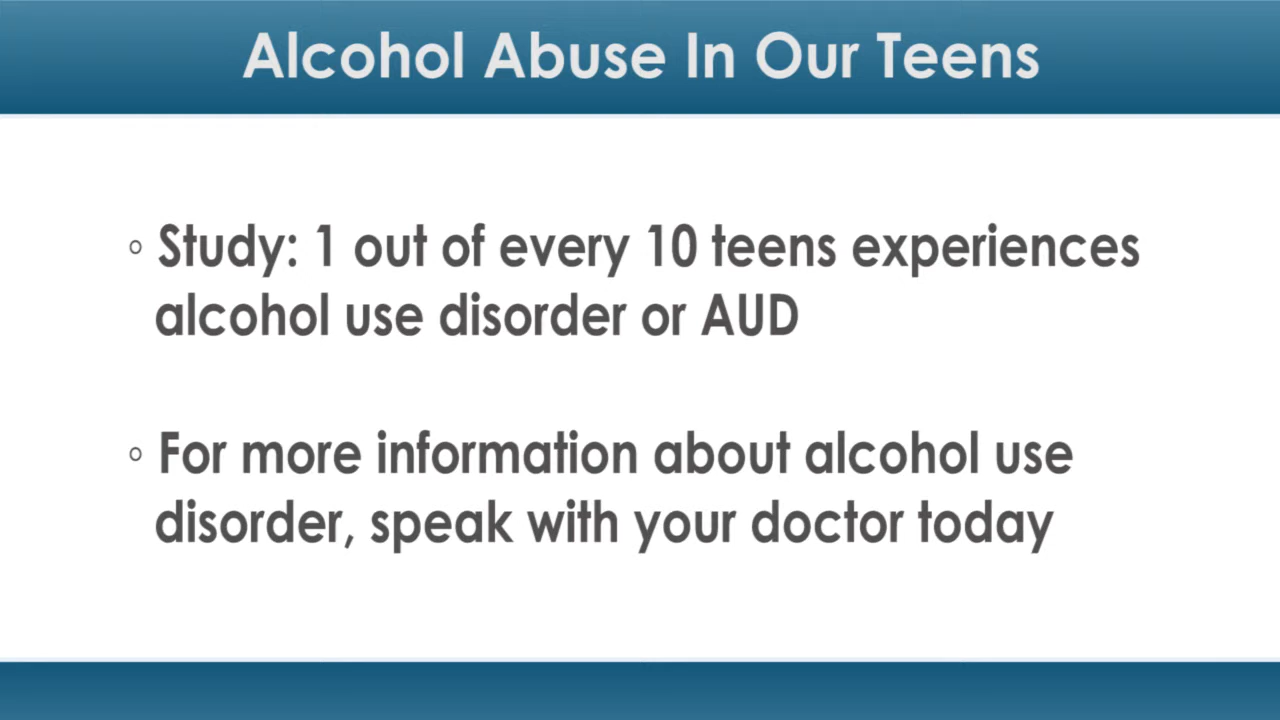 Alcohol Abuse In Our Teens
◦ Study: 1 out of every 10 teens experiences
alcohol use disorder or AUD
◦ For more information about alcohol use
disorder, speak with your doctor today